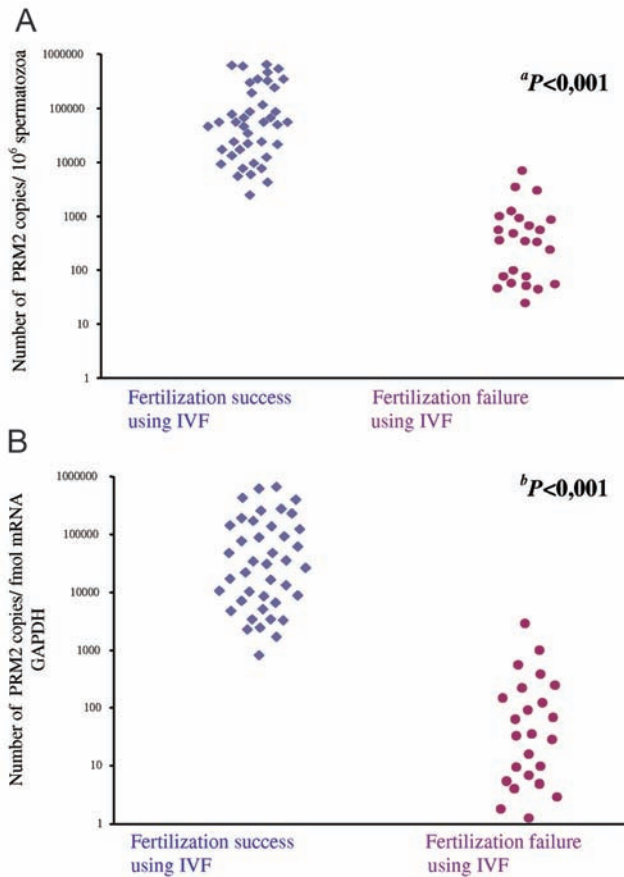 A
Number of PRM2 copies/ 10⁶ spermatozoa
1000000
100000
10000
1000
100
10
1
ᵃP<0,001
Fertilization success
using IVF
Fertilization failure
using IVF
B
Number of PRM2 copies/ fmol mRNA
GAPDH
1000000
100000
10000
1000
100
10
1
ᵇP<0,001
Fertilization success
using IVF
Fertilization failure
using IVF